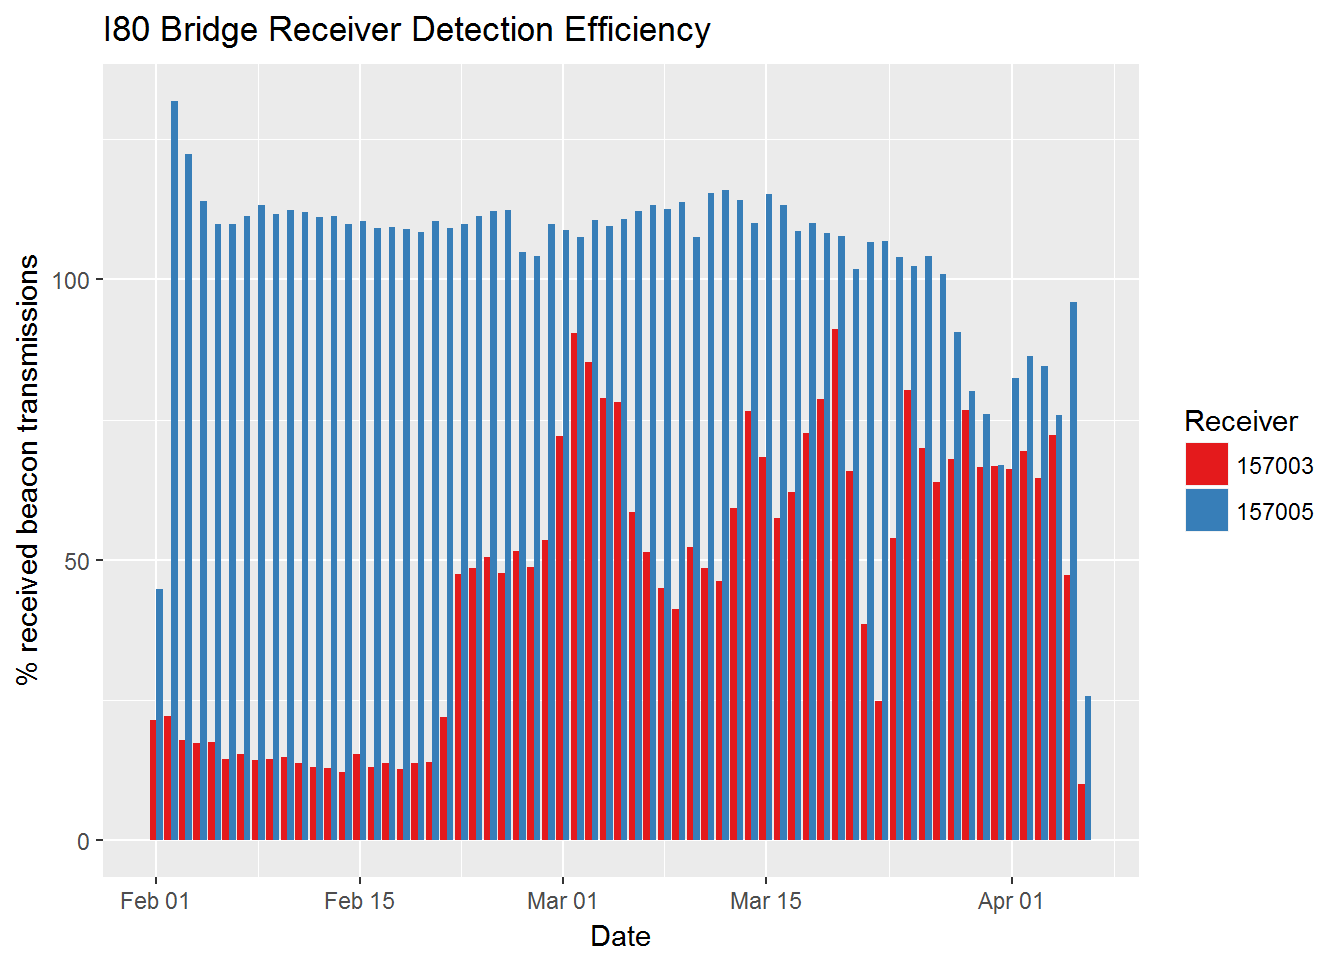 I80 Bridge Receiver Detection Efficiency
% received beacon transmissions
100
50
0
Feb 01
Feb 15
Mar 01
Mar 15
Apr 01
Date
Receiver
157003
157005